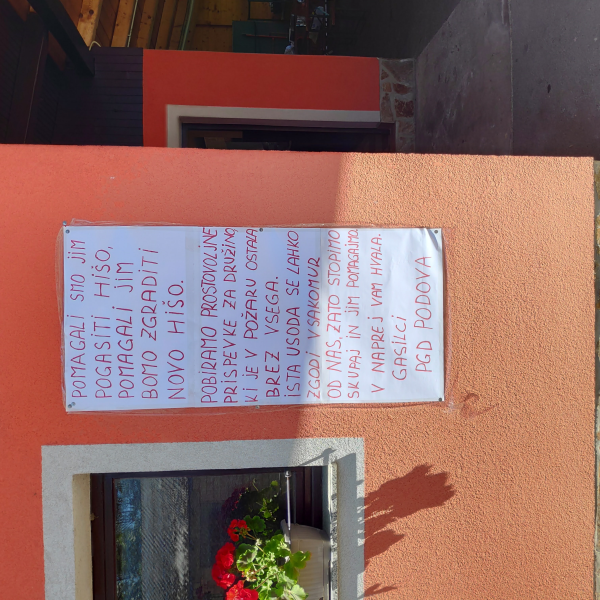 POMAGALI SMO JIM
POGASITI HIŠO,
POMAGALI JIM
BOMO ZGRADITI
NOVO HIŠO.
POBIRAMO PROSTOVOLJNE
PRISPEVKE ZA DRUŽINO,
KI JE V POŽARU OSTALA
BREZ VSEGA.
ISTA USODA SE LAHKO
ZGODI VSAKOMUR
OD NAS, ZATO STOPIMO
SKUPAJ IN JIM POMAGAJMO.
V NAPREJ VAM HVALA.
GASILCI
PGD PODOVA